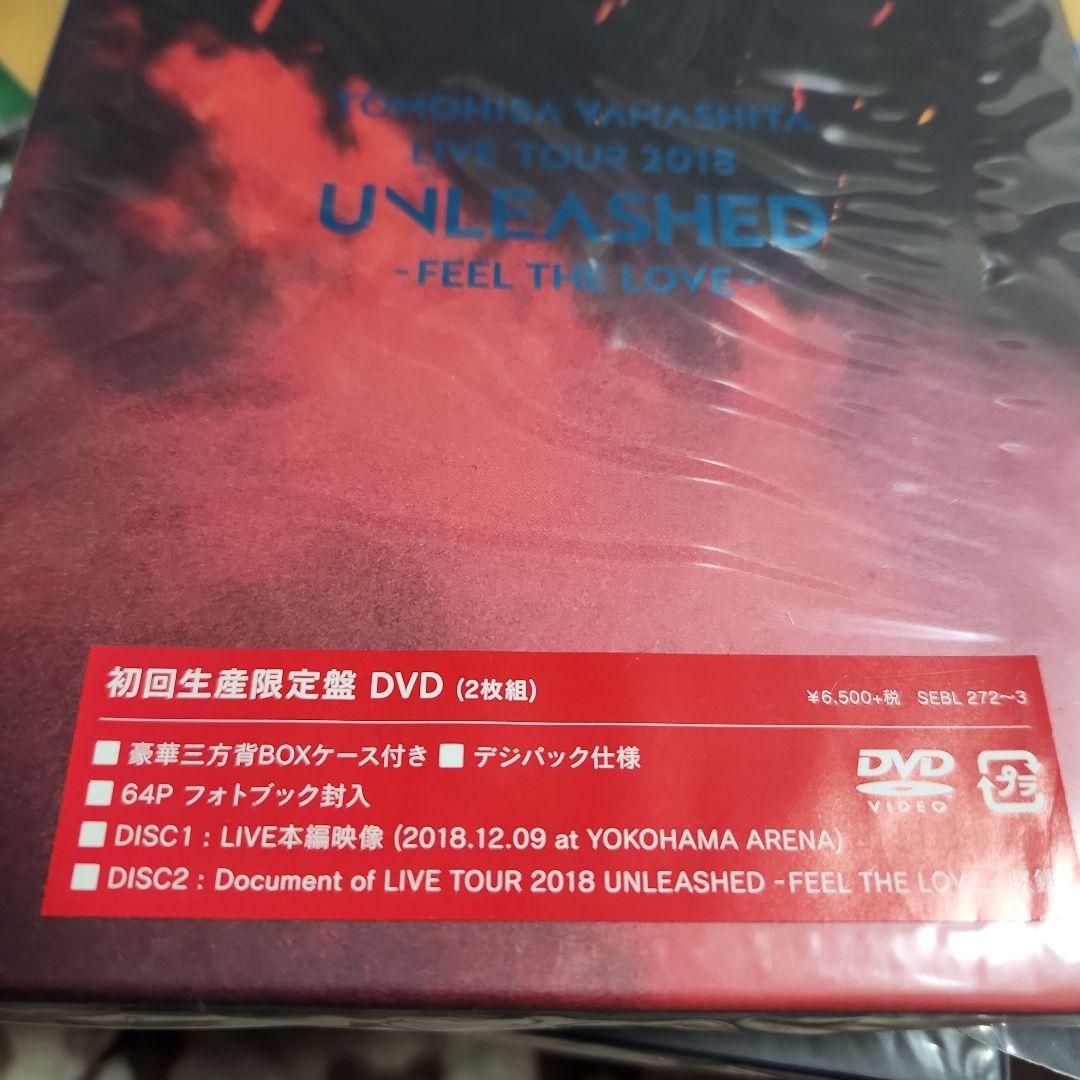 TOMOHISA YAMASHITA
LIVE TOUR 2018
UNLEASHED
-FEEL THE LOVE-
初回生産限定盤 DVD (2枚組)
¥6,500+税 SEBL 272~3
■ 豪華三方背BOXケース付き ■ デジパック仕様
■ 64P フォトブック封入
■ DISC1 : LIVE本編映像 (2018.12.09 at YOKOHAMA ARENA)
■ DISC2 : Document of LIVE TOUR 2018 UNLEASHED -FEEL THE LOVE- 収録
DVD
VIDEO
プラ